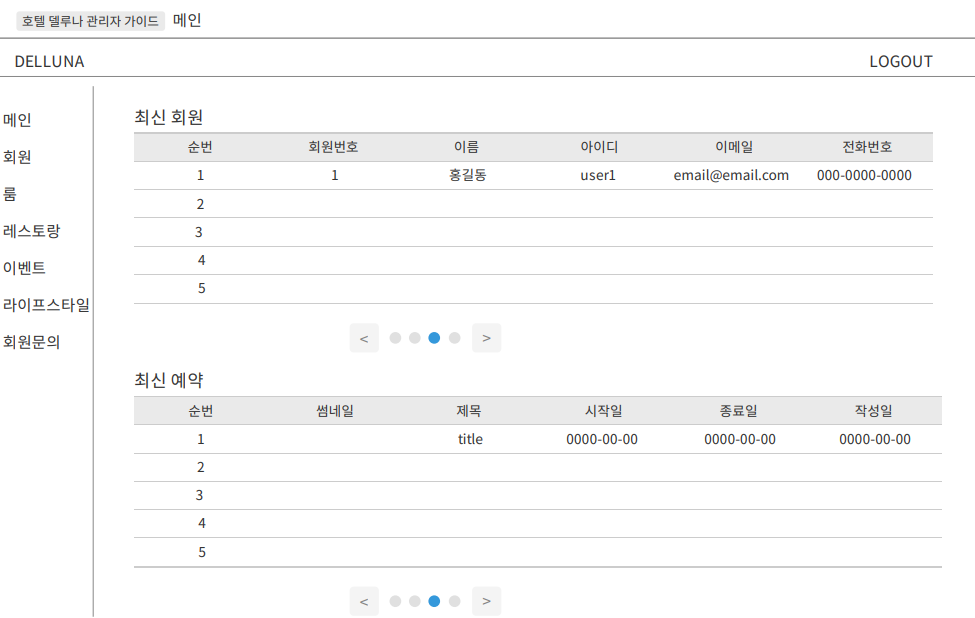 호텔 델루나 관리자 가이드 메인
DELLUNA LOGOUT
메인
회원
룸
레스토랑
이벤트
라이프스타일
회원문의
최신 회원
순번 회원번호 이름 아이디 이메일 전화번호
1 1 홍길동 user1 email@email.com 000-0000-0000
2
3
4
5
< >
최신 예약
순번 썸네일 제목 시작일 종료일 작성일
1 title 0000-00-00 0000-00-00 0000-00-00
2
3
4
5
< >